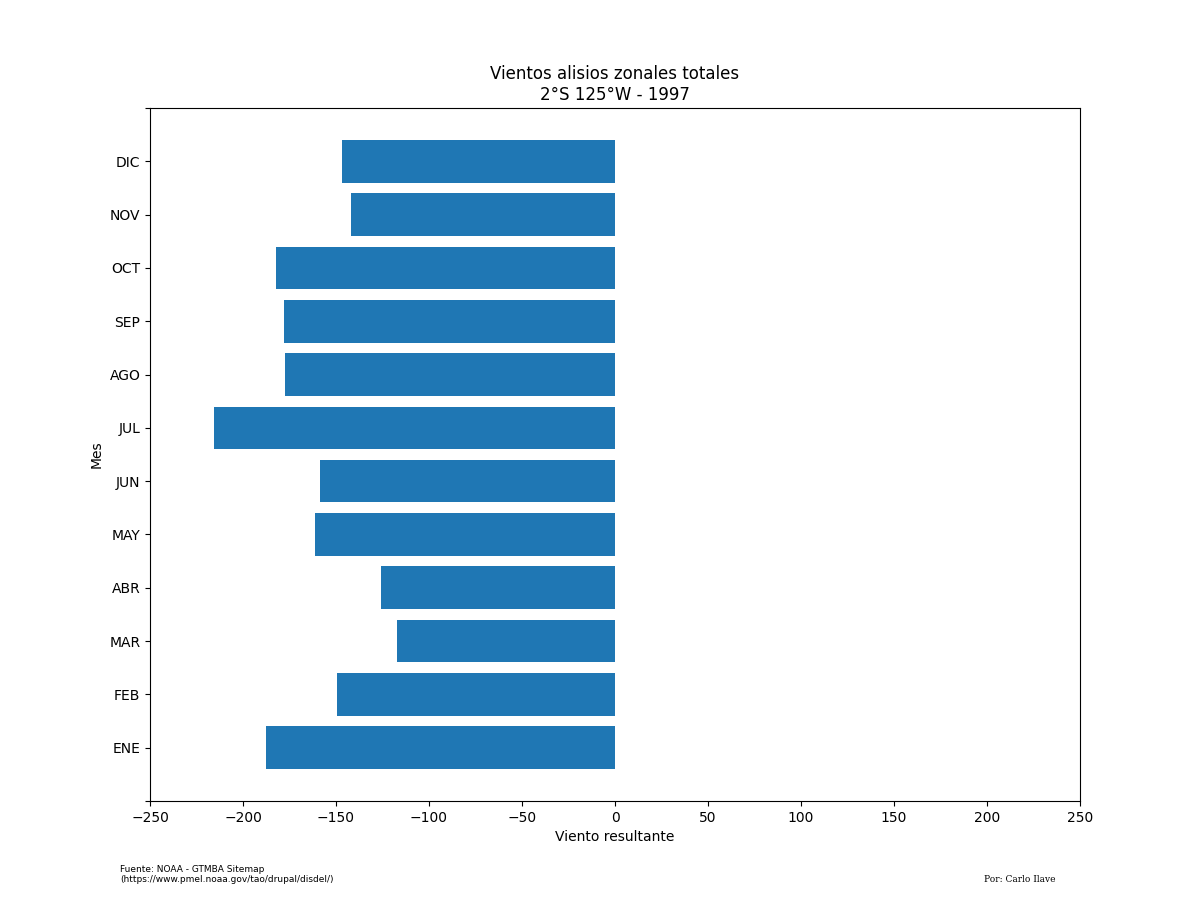 Vientos alisios zonales totales
2°S 125°W - 1997
DIC
NOV
OCT
SEP
AGO
JUL
JUN
MAY
ABR
MAR
FEB
ENE
Mes
−250 −200 −150 −100 −50 0 50 100 150 200 250
Viento resultante
Fuente: NOAA - GTMBA Sitemap
(https://www.pmel.noaa.gov/tao/drupal/disdel/)
Por: Carlo Ilave